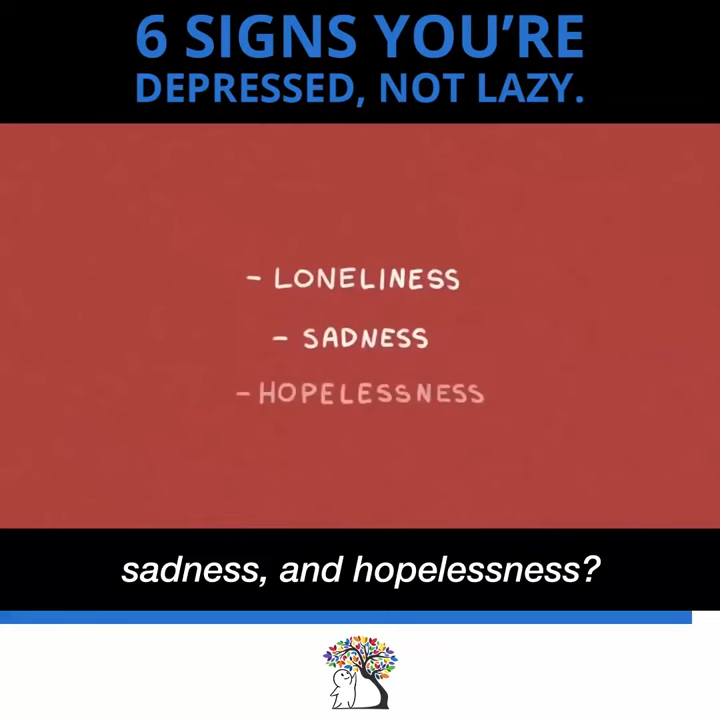 6 SIGNS YOU’RE
DEPRESSED, NOT LAZY.
- LONELINESS
- SADNESS
- HOPELESSNESS
sadness, and hopelessness?